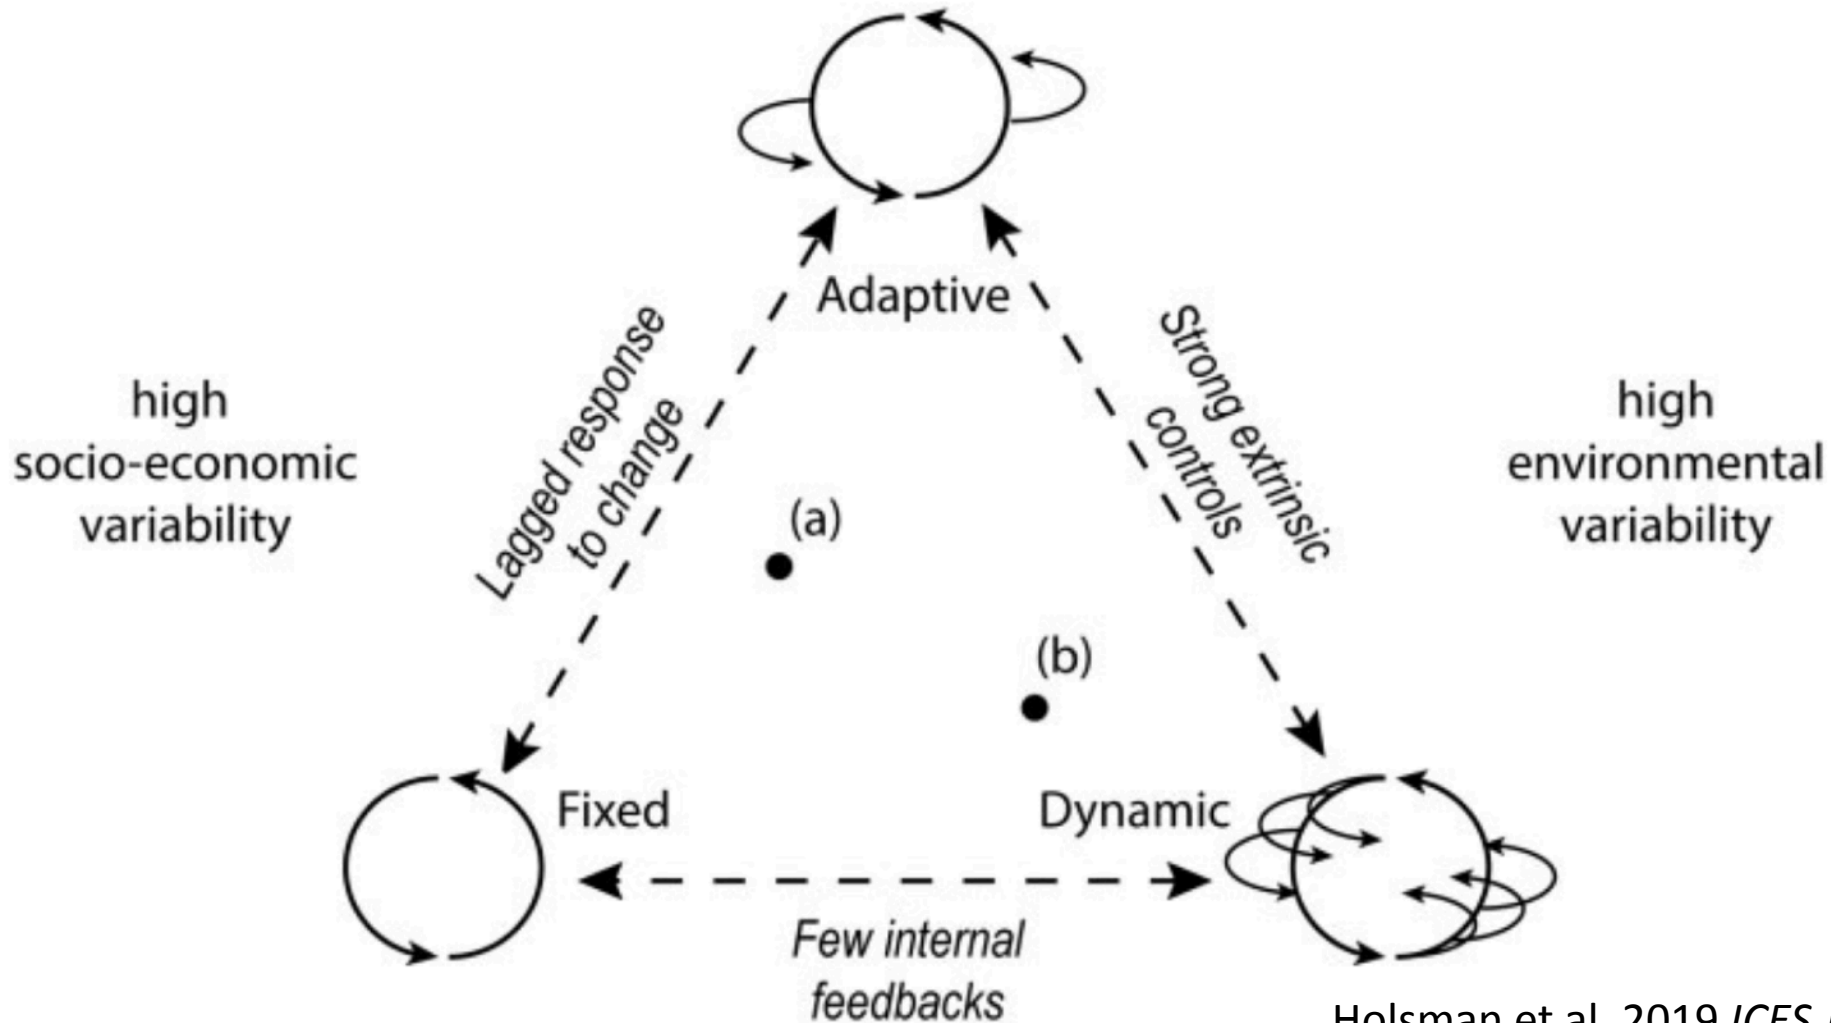 Adaptive
Lagged response
to change
Strong extrinsic
controls
high
socio-economic
variability
high
environmental
variability
(a)
(b)
Fixed
Dynamic
Few internal
feedbacks
Holsman et al. 2019 ICES